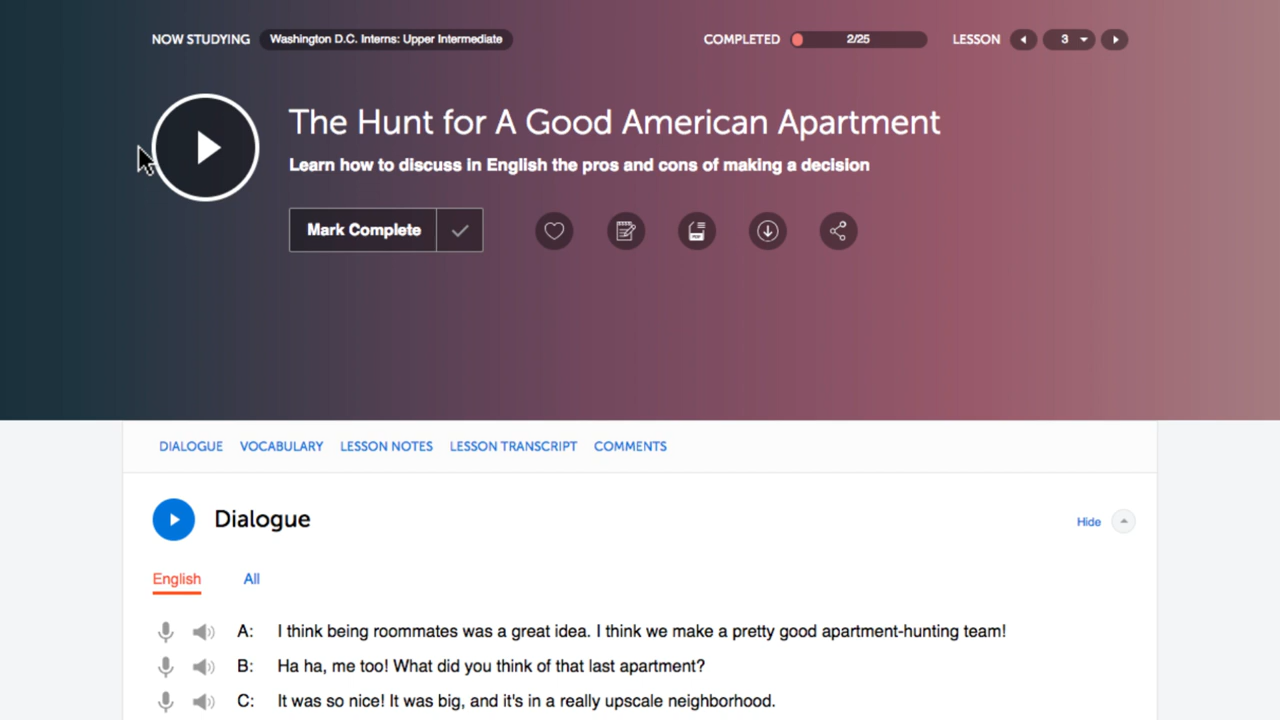 NOW STUDYING Washington D.C. Interns: Upper Intermediate COMPLETED 2/25 LESSON 3
The Hunt for A Good American Apartment
Learn how to discuss in English the pros and cons of making a decision
Mark Complete
PDF
DIALOGUE VOCABULARY LESSON NOTES LESSON TRANSCRIPT COMMENTS
Dialogue Hide
English All
A: I think being roommates was a great idea. I think we make a pretty good apartment-hunting team!
B: Ha ha, me too! What did you think of that last apartment?
C: It was so nice! It was big, and it's in a really upscale neighborhood.